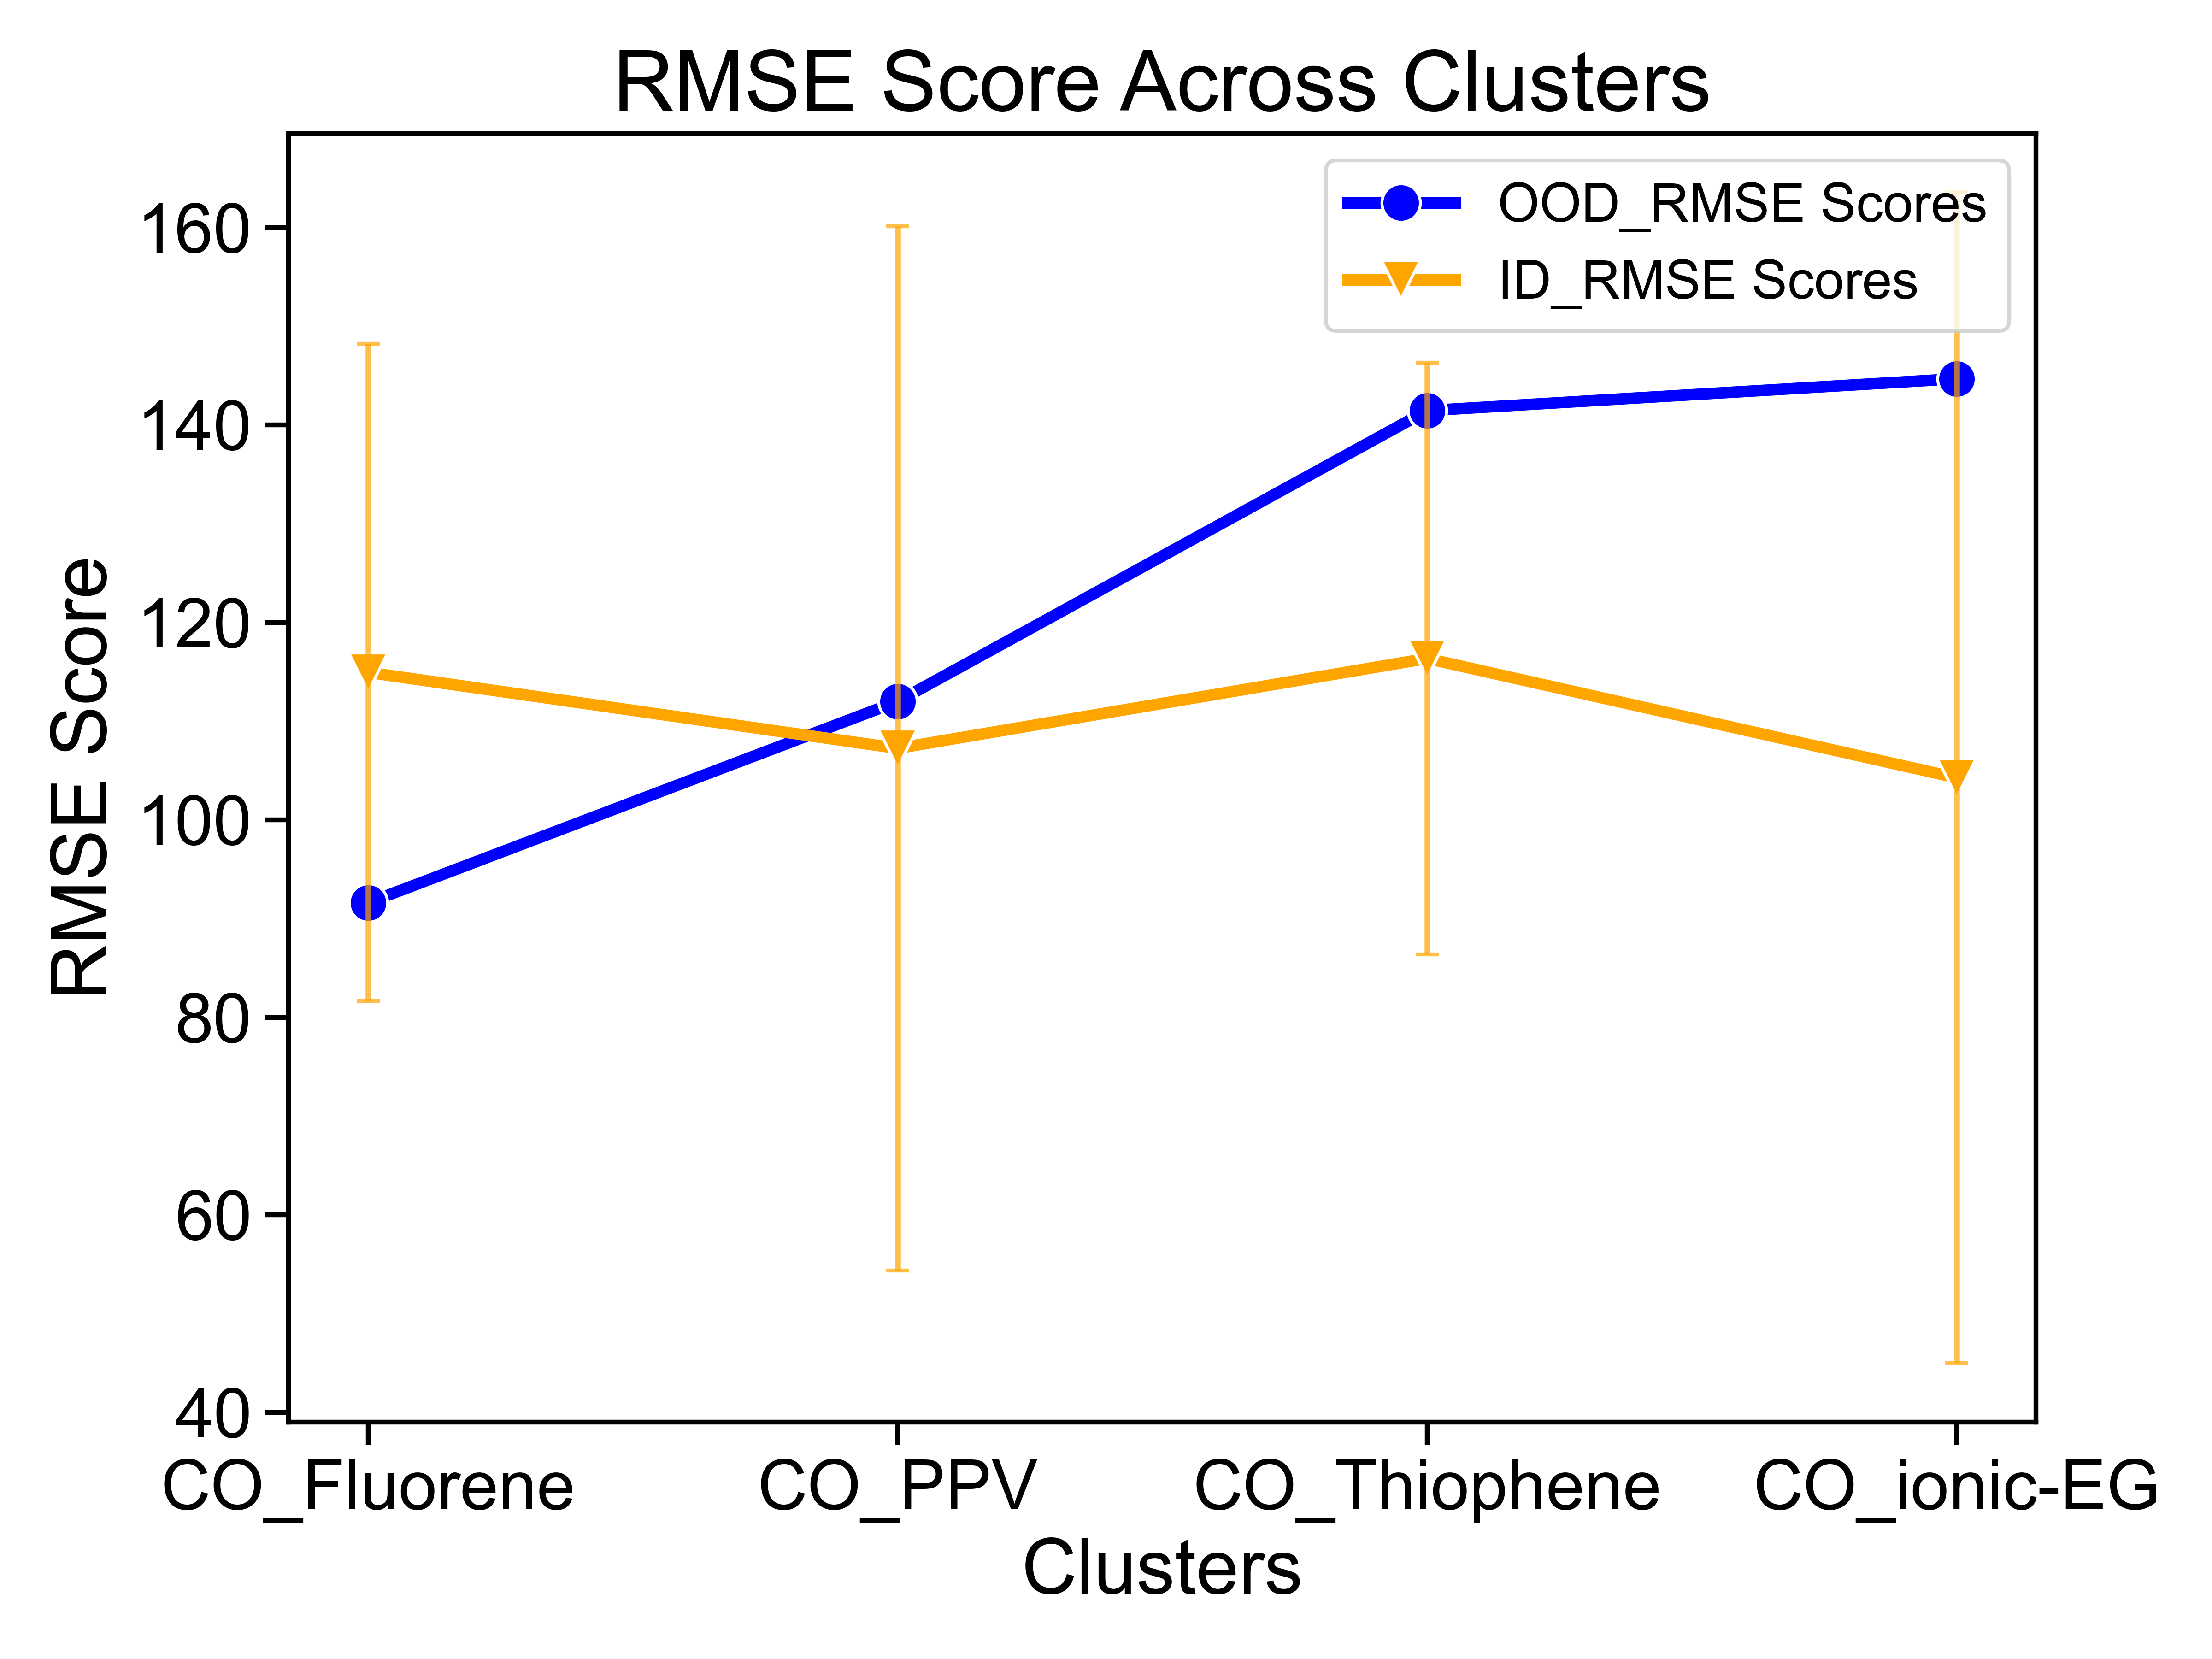 RMSE Score Across Clusters
OOD_RMSE Scores
ID_RMSE Scores
RMSE Score
160
140
120
100
80
60
40
CO_Fluorene
CO_PPV
CO_Thiophene
CO_ionic-EG
Clusters